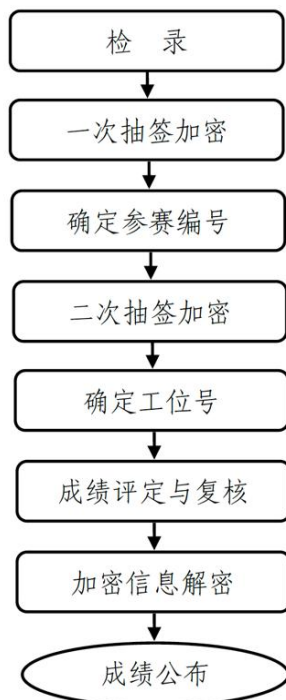 检 录
一次抽签加密
确定参赛编号
二次抽签加密
确定工位号
成绩评定与复核
加密信息解密
成绩公布